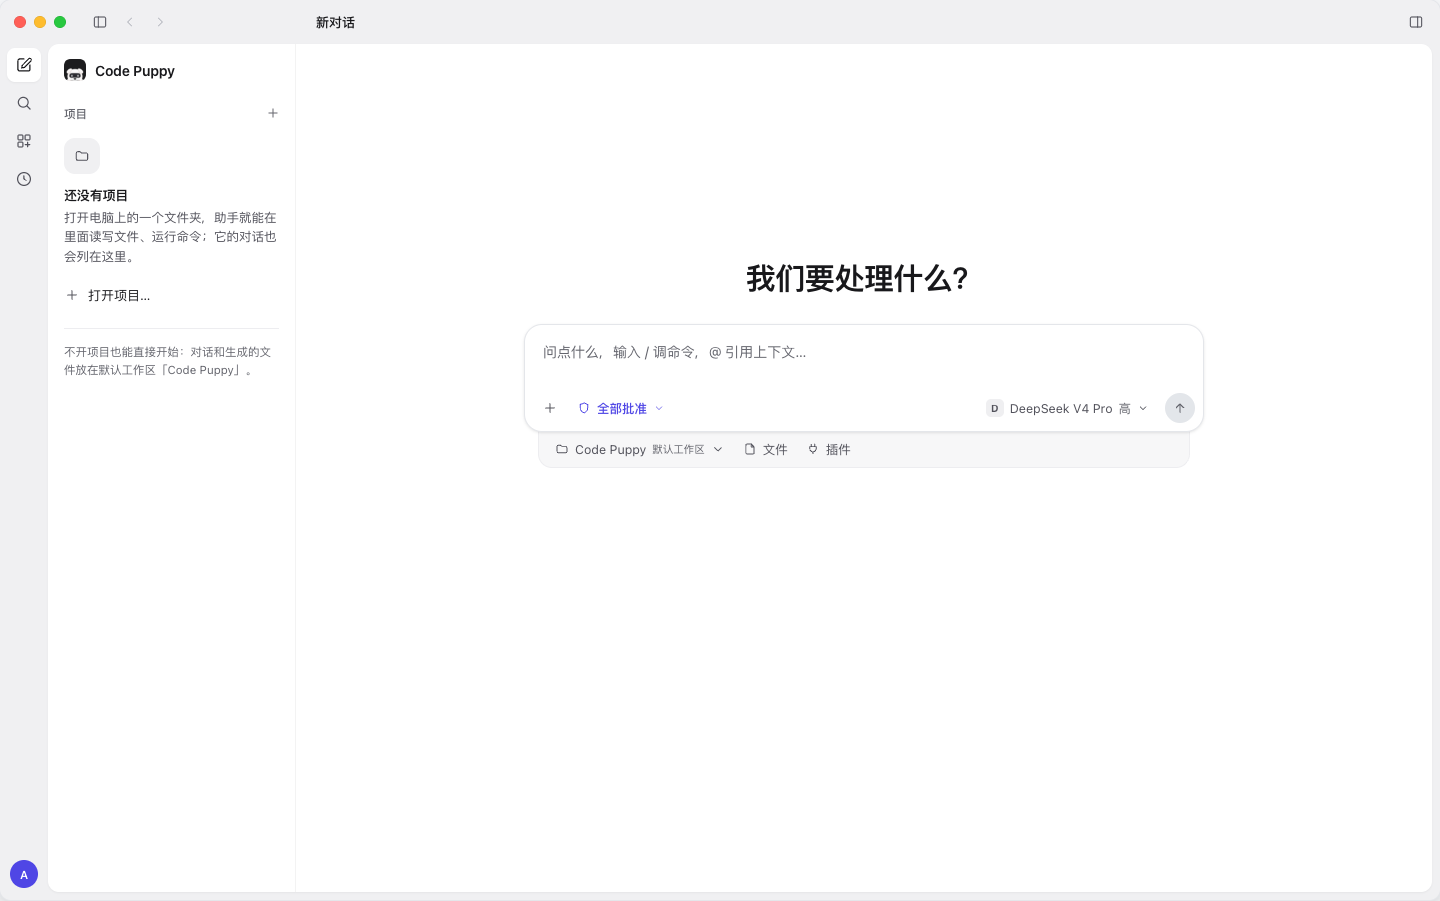 新对话
Code Puppy
项目
还没有项目
打开电脑上的一个文件夹，助手就能在
里面读写文件、运行命令；它的对话也
会列在这里。
打开项目...
不开项目也能直接开始：对话和生成的文
件放在默认工作区「Code Puppy」。
A
我们要处理什么？
问点什么，输入 / 调命令，@ 引用上下文...
全部批准
D DeepSeek V4 Pro 高
Code Puppy 默认工作区 文件 插件